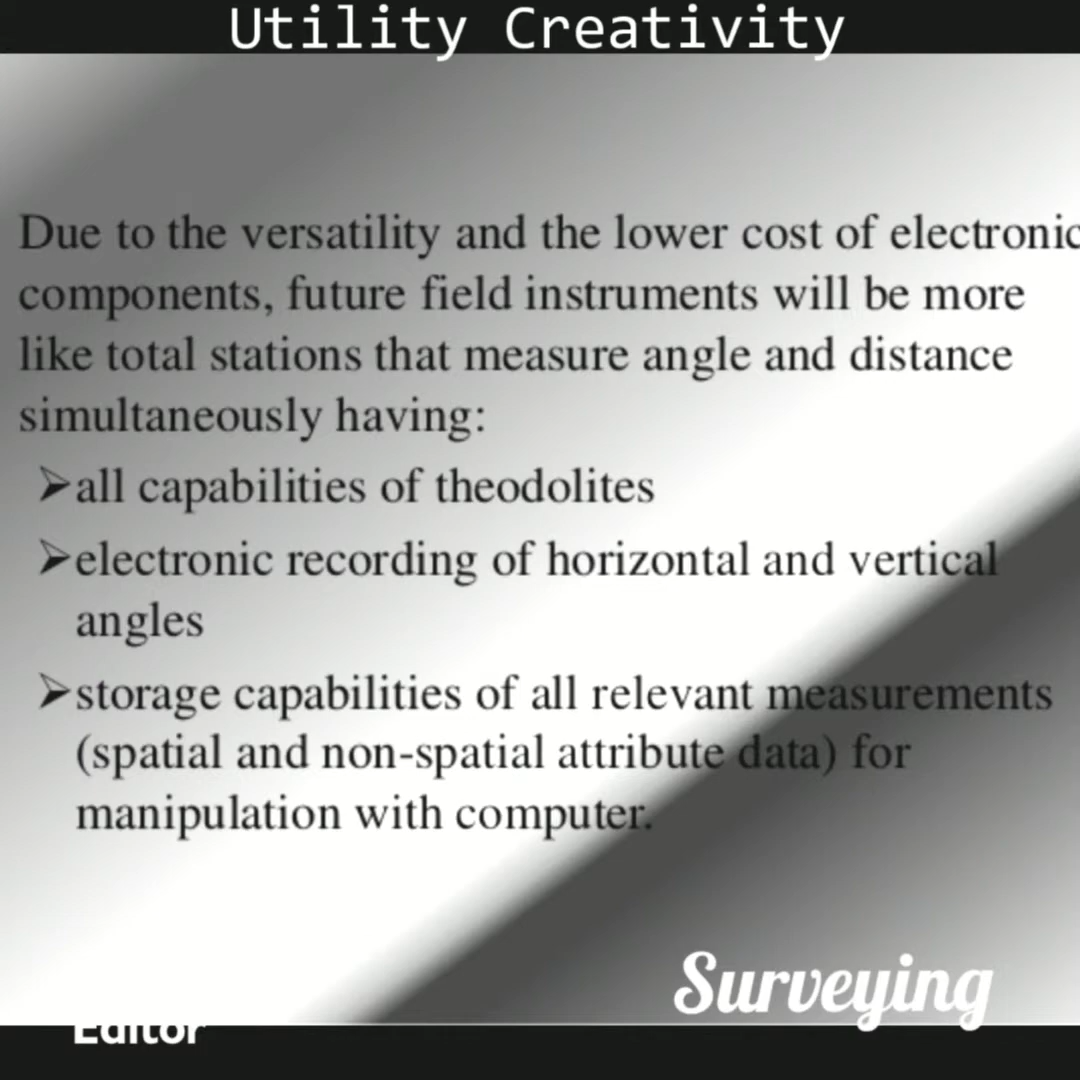 Utility Creativity
Due to the versatility and the lower cost of electronic
components, future field instruments will be more
like total stations that measure angle and distance
simultaneously having:
➢all capabilities of theodolites
➢electronic recording of horizontal and vertical
angles
➢storage capabilities of all relevant measurements
(spatial and non-spatial attribute data) for
manipulation with computer.
Surveying
Editor